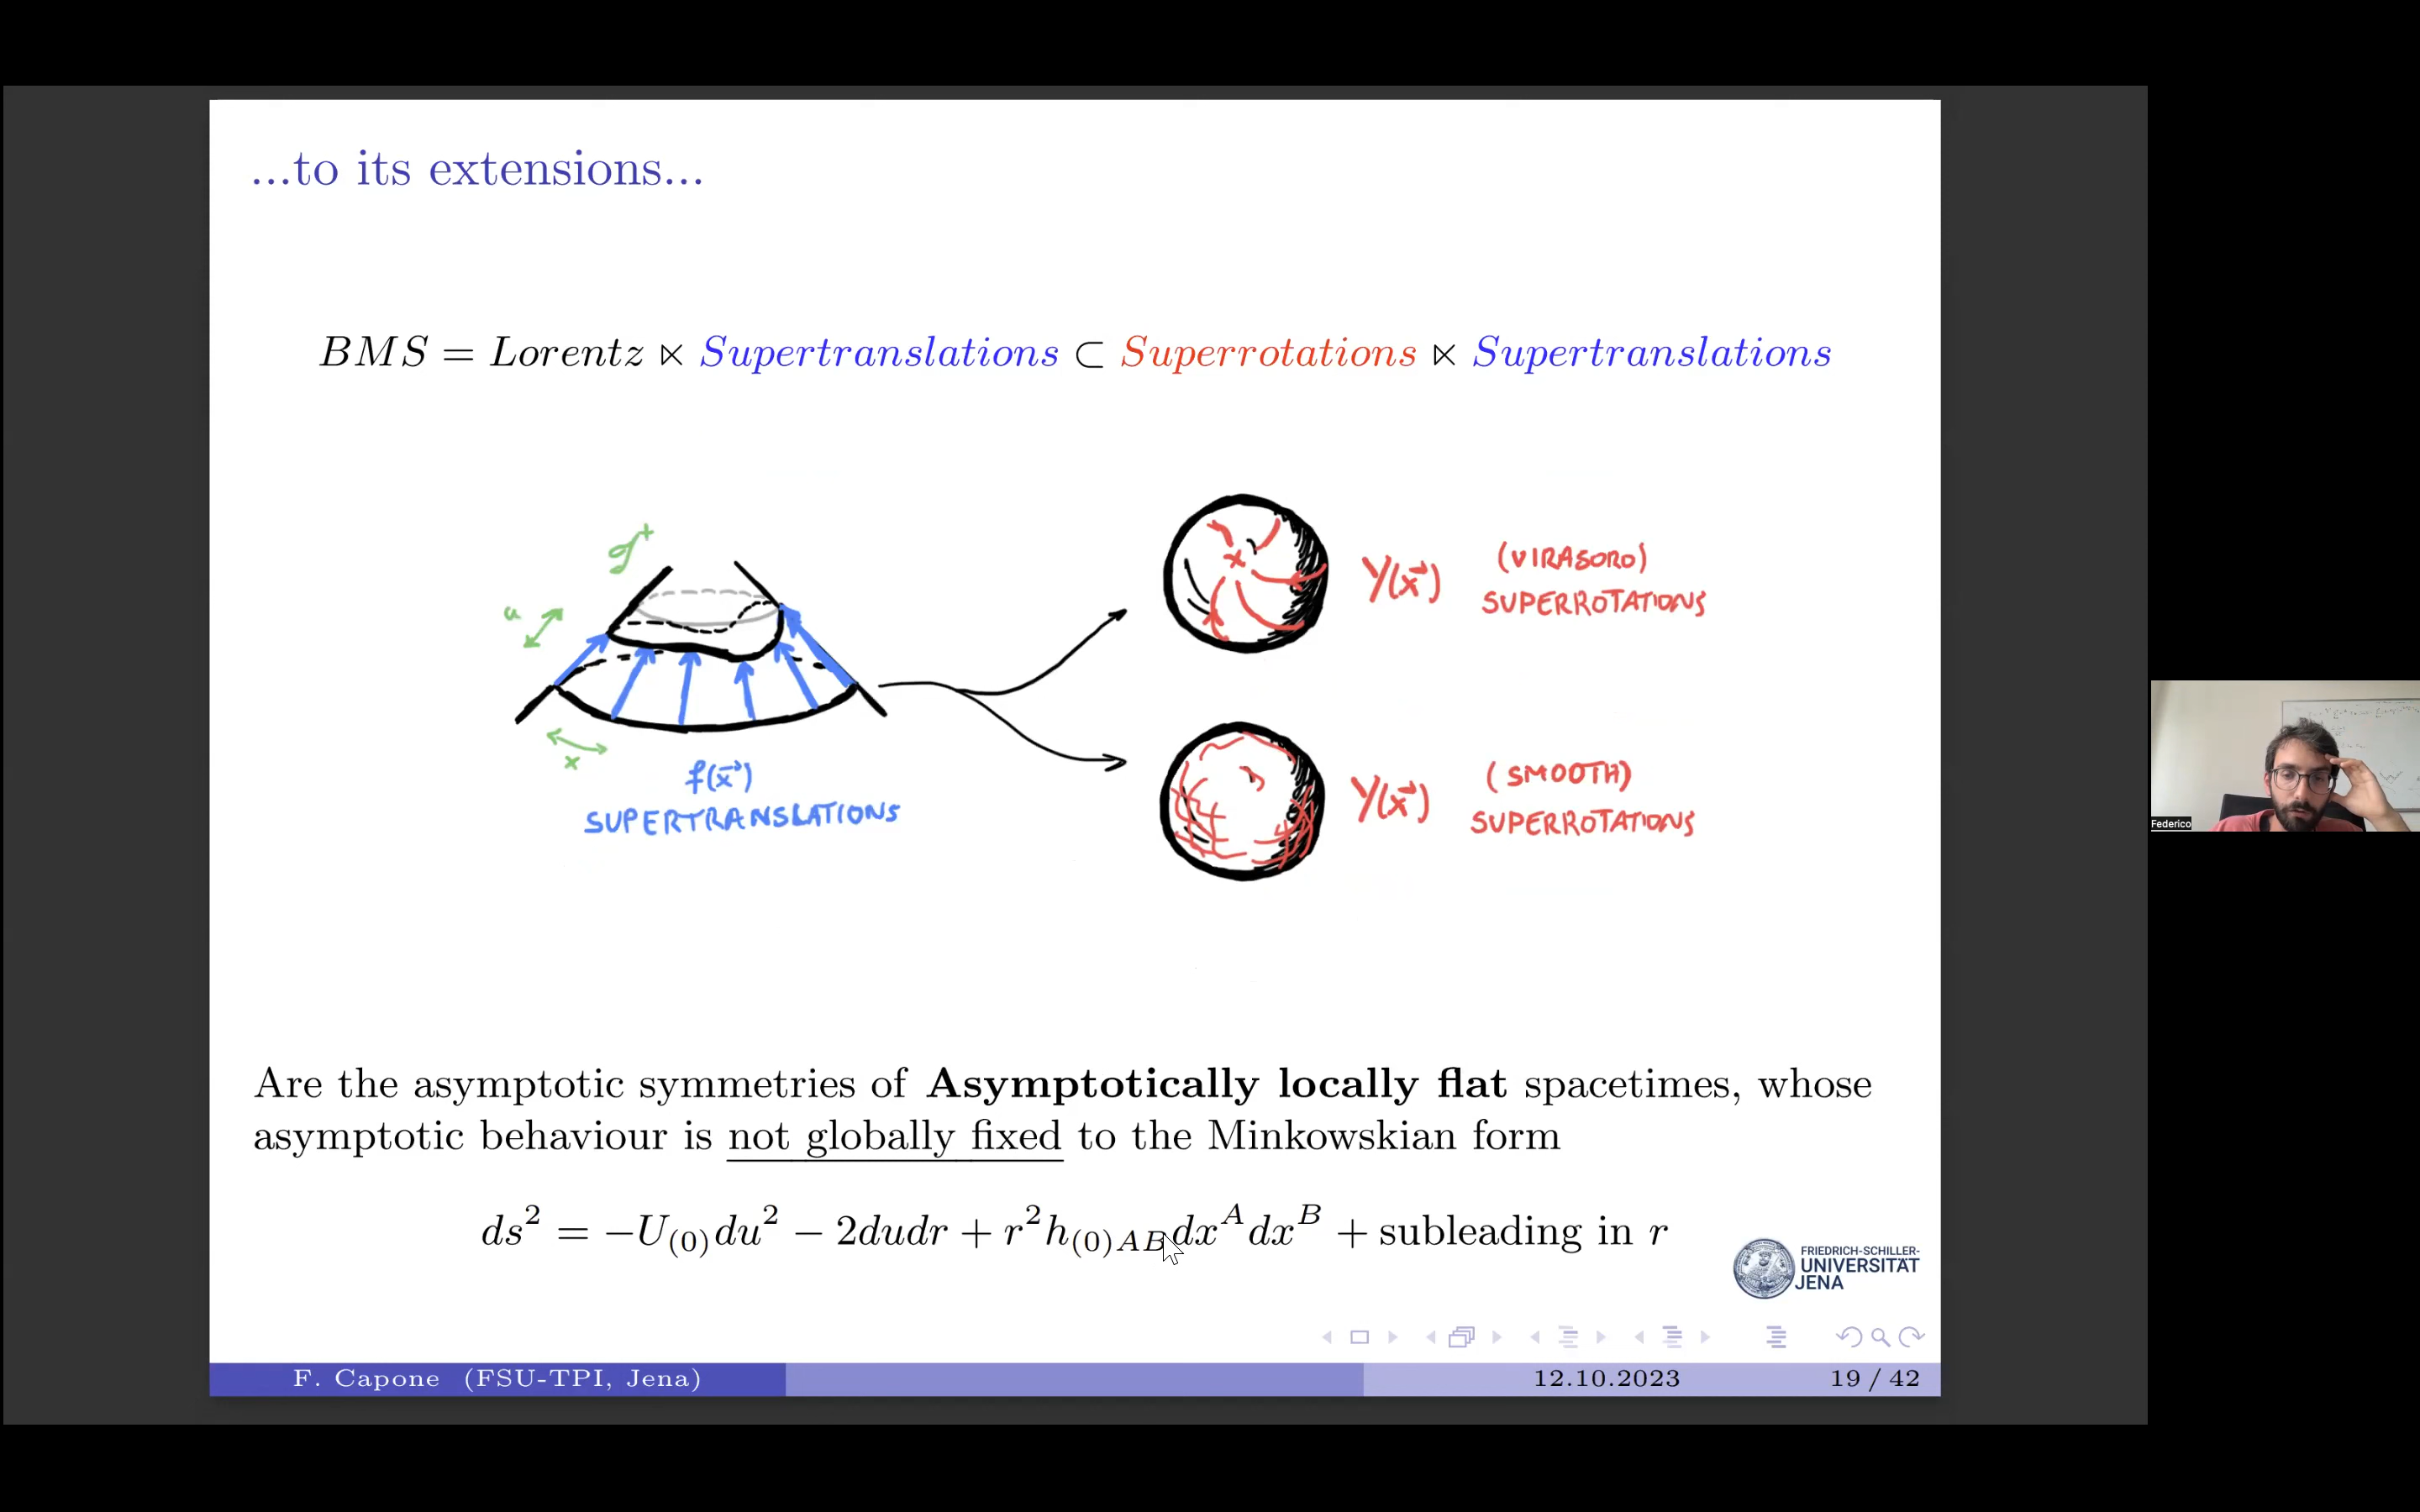 ...to its extensions...
BMS = Lorentz ⋉ Supertranslations ⊂ Superrotations ⋉ Supertranslations
𝓘⁺
u
x
f(x⃗)
SUPERTRANSLATIONS
Y(x⃗) (VIRASORO)
SUPERROTATIONS
Y(x⃗) (SMOOTH)
SUPERROTATIONS
Are the asymptotic symmetries of Asymptotically locally flat spacetimes, whose
asymptotic behaviour is not globally fixed to the Minkowskian form
ds² = −U₍₀₎du² − 2dudr + r²h₍₀₎ABdx^Adx^B + subleading in r
FRIEDRICH-SCHILLER-
UNIVERSITÄT
JENA
F. Capone (FSU-TPI, Jena) 12.10.2023 19 / 42
Federico